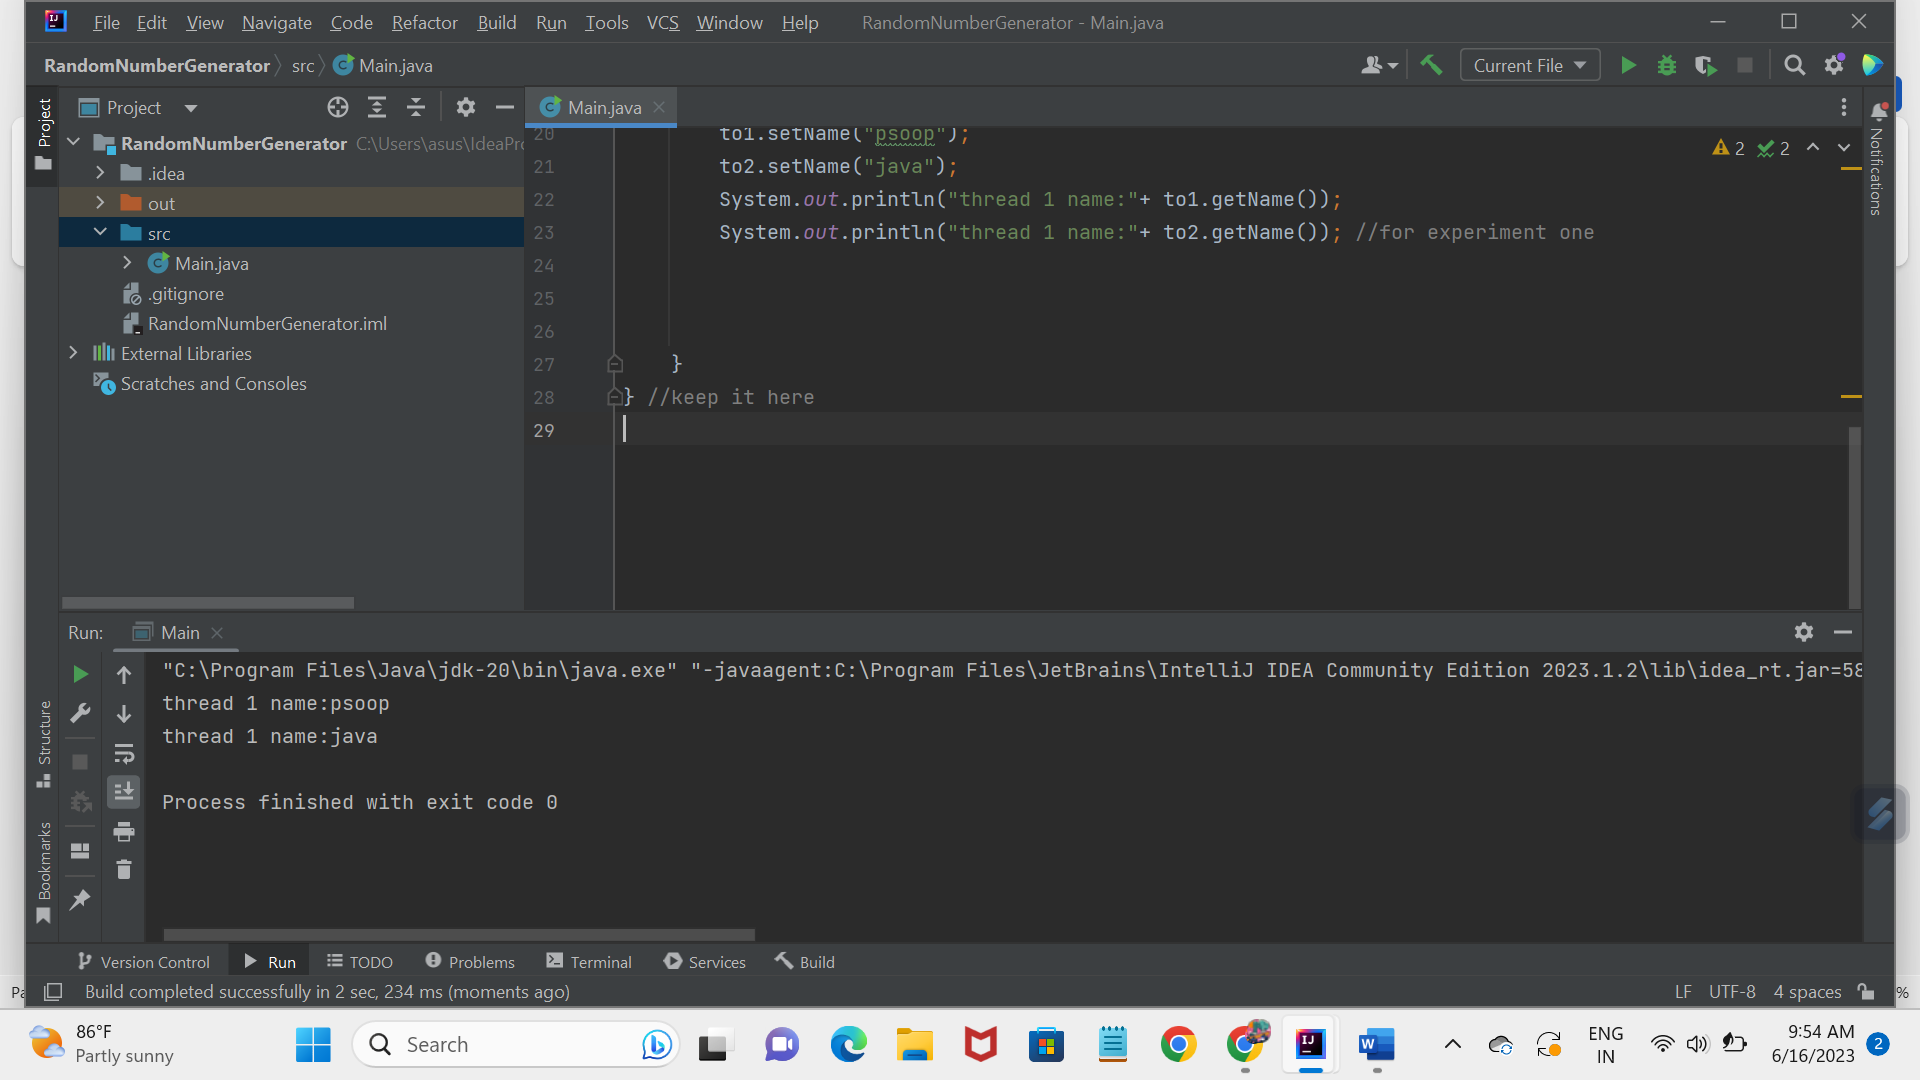 File Edit View Navigate Code Refactor Build Run Tools VCS Window Help RandomNumberGenerator - Main.java
RandomNumberGenerator src Main.java Current File
Project
Project
RandomNumberGenerator C:\Users\asus\IdeaPro
.idea
out
src
Main.java
.gitignore
RandomNumberGenerator.iml
External Libraries
Scratches and Consoles
Main.java
20 to1.setName("psoop");
21 to2.setName("java");
22 System.out.println("thread 1 name:"+ to1.getName());
23 System.out.println("thread 1 name:"+ to2.getName()); //for experiment one
24
25
26
27 }
28 } //keep it here
29
2 2
Notifications
Run: Main
"C:\Program Files\Java\jdk-20\bin\java.exe" "-javaagent:C:\Program Files\JetBrains\IntelliJ IDEA Community Edition 2023.1.2\lib\idea_rt.jar=58
thread 1 name:psoop
thread 1 name:java
Process finished with exit code 0
Structure
Bookmarks
Version Control Run TODO Problems Terminal Services Build
Pa
Build completed successfully in 2 sec, 234 ms (moments ago) LF UTF-8 4 spaces
%
86°F
Partly sunny
Search
ENG
IN
9:54 AM
6/16/2023
2